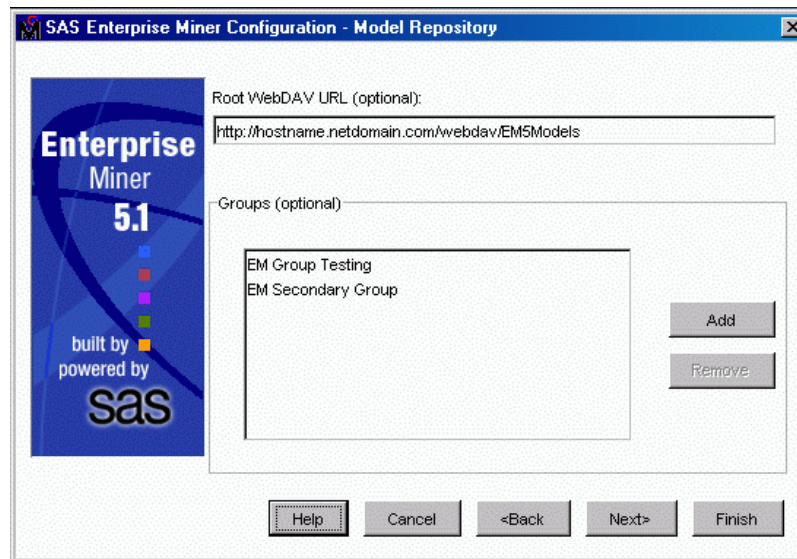 SAS Enterprise Miner Configuration - Model Repository
Enterprise
Miner
5.1
built by
powered by
sas
Root WebDAV URL (optional):
http://hostname.netdomain.com/webdav/EM5Models
Groups (optional)
EM Group Testing
EM Secondary Group
Add
Remove
Help
Cancel
<Back
Next>
Finish